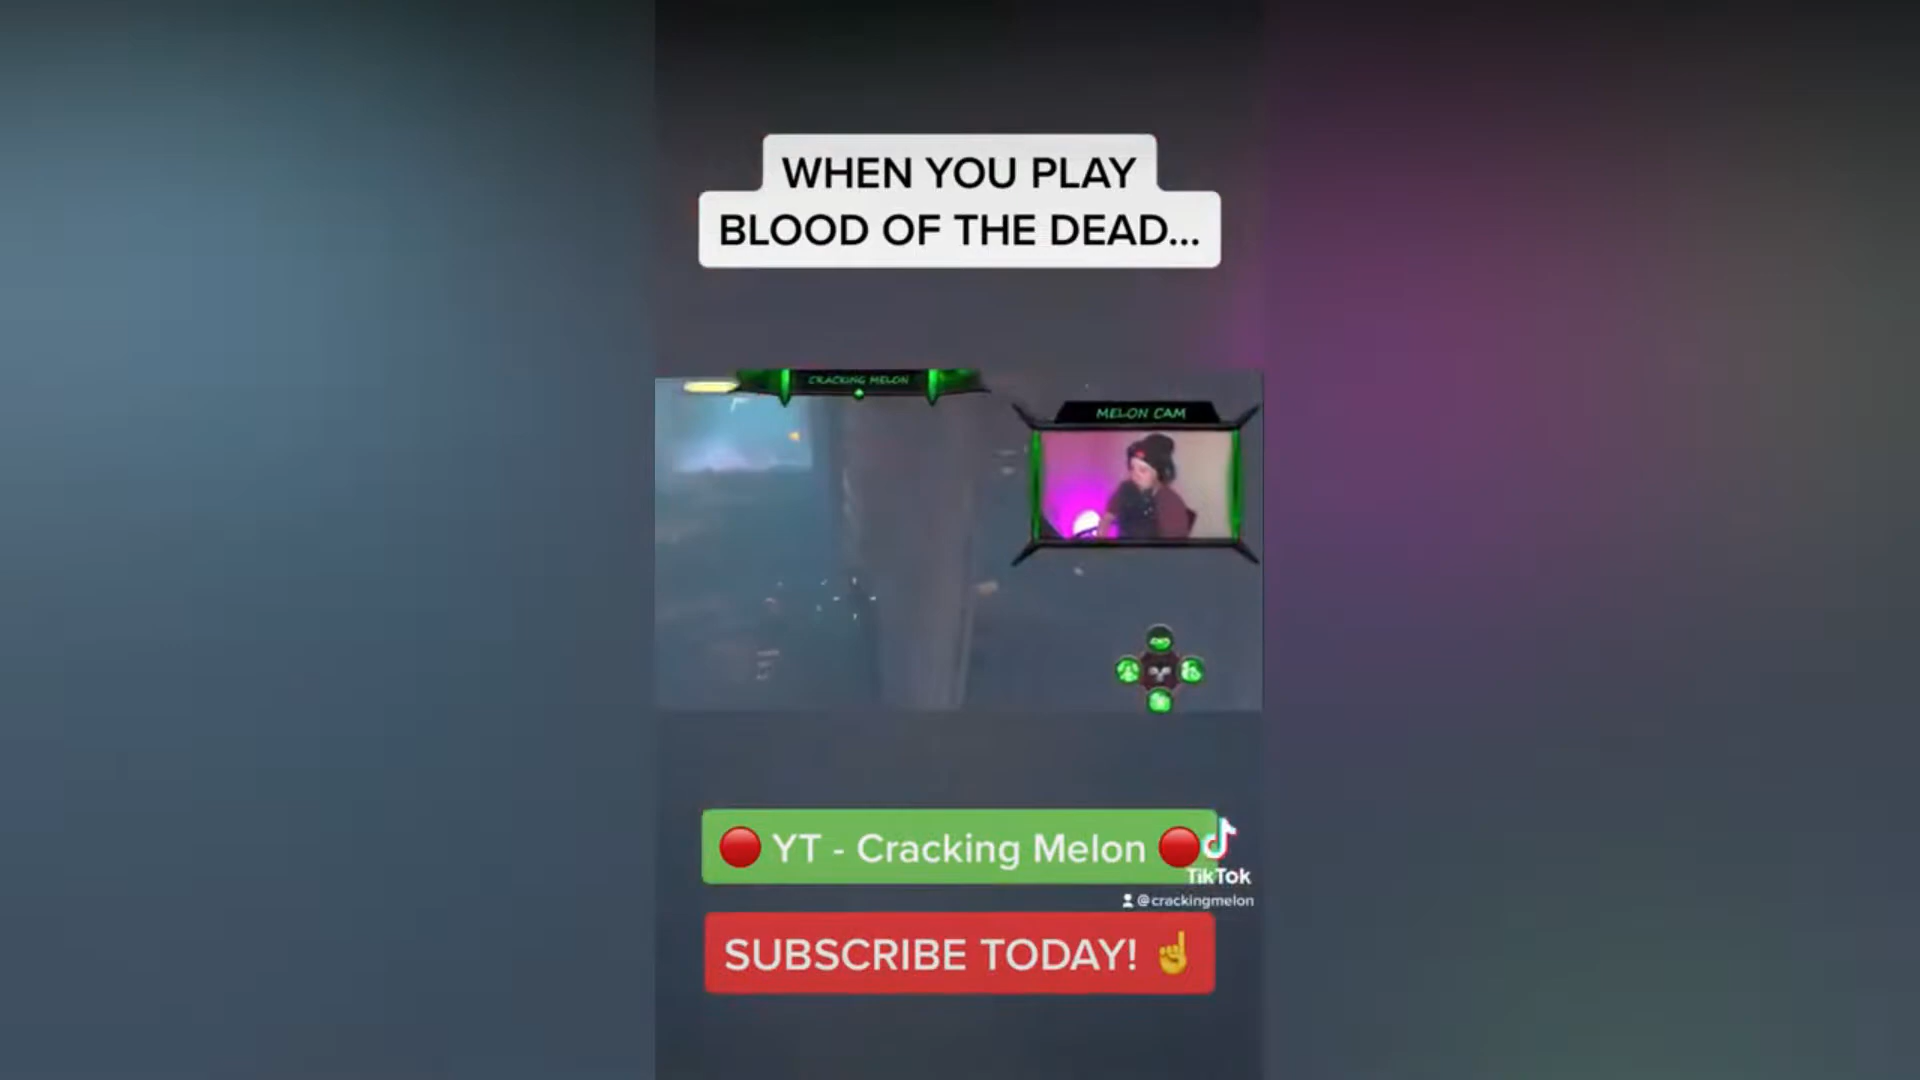 WHEN YOU PLAY
BLOOD OF THE DEAD...
CRACKING MELON
MELON CAM
🔴 YT - Cracking Melon 🔴
TikTok
@crackingmelon
SUBSCRIBE TODAY! ☝